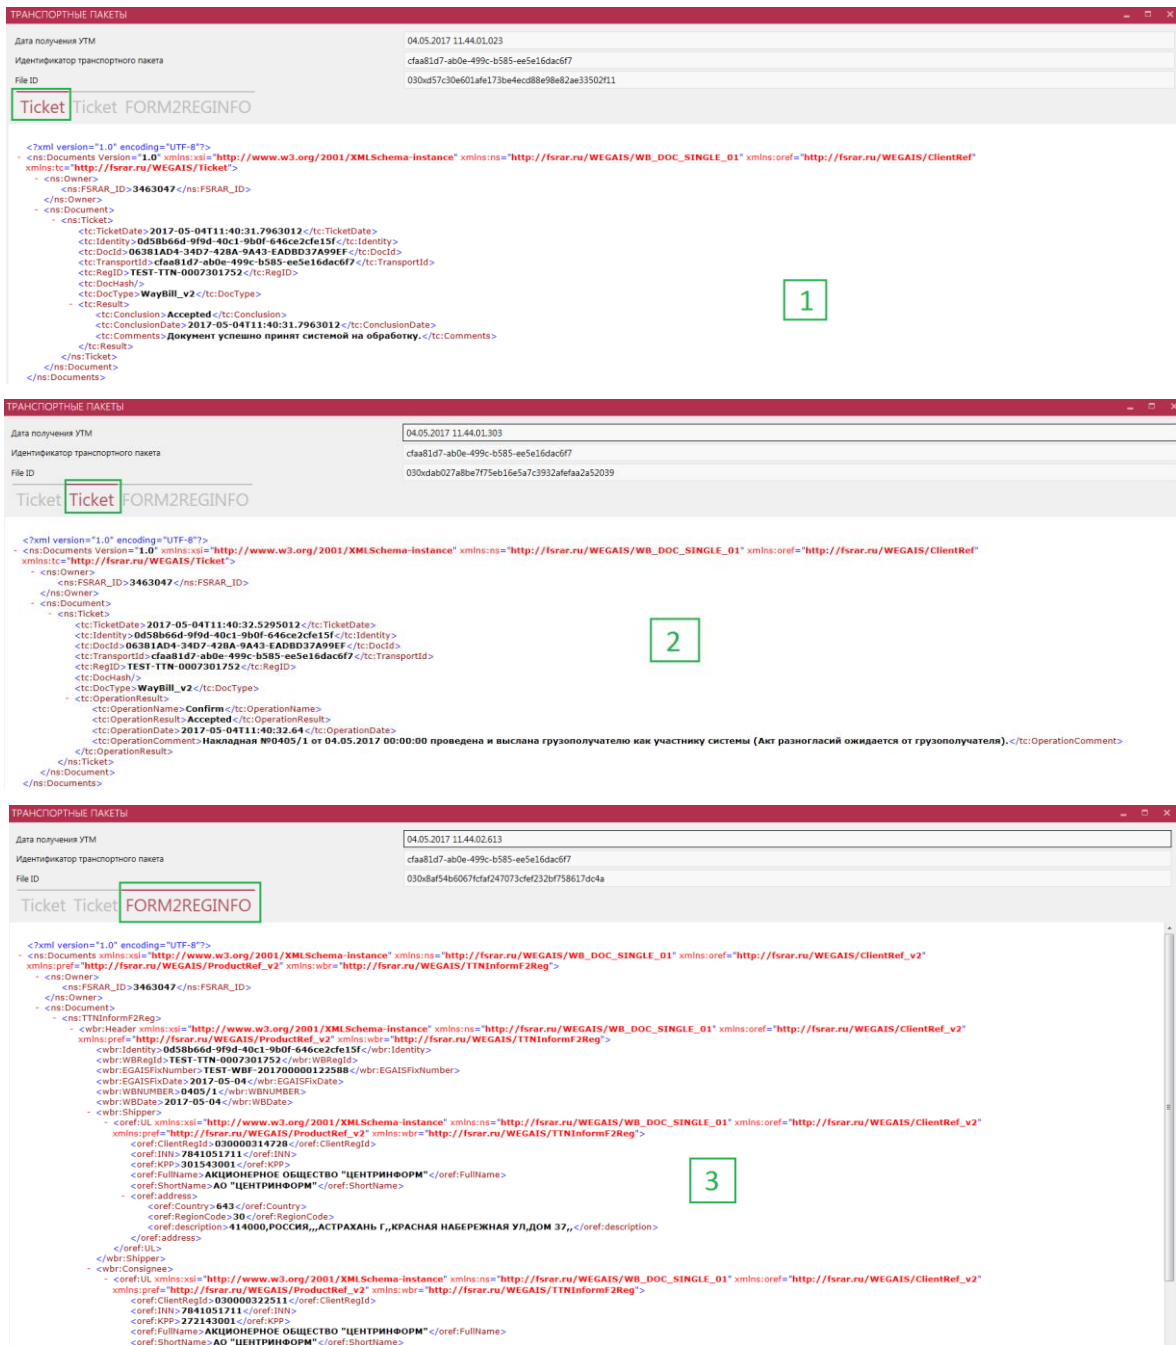 ТРАНСПОРТНЫЕ ПАКЕТЫ
Дата получения УТМ 04.05.2017 11.44.01,023
Идентификатор транспортного пакета cfaa81d7-ab0e-499c-b585-ee5e16dac6f7
File ID 030xd57c30e601afe173be4ecd88e98e82ae33502f11
Ticket Ticket FORM2REGINFO
<?xml version="1.0" encoding="UTF-8"?>
- <ns:Documents Version="1.0" xmlns:xsi="http://www.w3.org/2001/XMLSchema-instance" xmlns:ns="http://fsrar.ru/WEGAIS/WB_DOC_SINGLE_01" xmlns:oref="http://fsrar.ru/WEGAIS/ClientRef"
xmlns:tc="http://fsrar.ru/WEGAIS/Ticket">
- <ns:Owner>
<ns:FSRAR_ID>3463047</ns:FSRAR_ID>
</ns:Owner>
- <ns:Document>
- <ns:Ticket>
<tc:TicketDate>2017-05-04T11:40:31.7963012</tc:TicketDate>
<tc:Identity>0d58b66d-9f9d-40c1-9b0f-646ce2cfe15f</tc:Identity>
<tc:DocId>06381AD4-34D7-428A-9A43-EADBD37A99EF</tc:DocId>
<tc:TransportId>cfaa81d7-ab0e-499c-b585-ee5e16dac6f7</tc:TransportId>
<tc:RegID>TEST-TTN-0007301752</tc:RegID>
<tc:DocHash/>
<tc:DocType>WayBill_v2</tc:DocType>
- <tc:Result>
<tc:Conclusion>Accepted</tc:Conclusion>
<tc:ConclusionDate>2017-05-04T11:40:31.7963012</tc:ConclusionDate>
<tc:Comments>Документ успешно принят системой на обработку.</tc:Comments>
</tc:Result>
</ns:Ticket>
</ns:Document>
</ns:Documents>
1
ТРАНСПОРТНЫЕ ПАКЕТЫ
Дата получения УТМ 04.05.2017 11.44.01,303
Идентификатор транспортного пакета cfaa81d7-ab0e-499c-b585-ee5e16dac6f7
File ID 030xdab027a8be7f75eb16e5a7c3932afefaa2a52039
Ticket Ticket FORM2REGINFO
<?xml version="1.0" encoding="UTF-8"?>
- <ns:Documents Version="1.0" xmlns:xsi="http://www.w3.org/2001/XMLSchema-instance" xmlns:ns="http://fsrar.ru/WEGAIS/WB_DOC_SINGLE_01" xmlns:oref="http://fsrar.ru/WEGAIS/ClientRef"
xmlns:tc="http://fsrar.ru/WEGAIS/Ticket">
- <ns:Owner>
<ns:FSRAR_ID>3463047</ns:FSRAR_ID>
</ns:Owner>
- <ns:Document>
- <ns:Ticket>
<tc:TicketDate>2017-05-04T11:40:32.5295012</tc:TicketDate>
<tc:Identity>0d58b66d-9f9d-40c1-9b0f-646ce2cfe15f</tc:Identity>
<tc:DocId>06381AD4-34D7-428A-9A43-EADBD37A99EF</tc:DocId>
<tc:TransportId>cfaa81d7-ab0e-499c-b585-ee5e16dac6f7</tc:TransportId>
<tc:RegID>TEST-TTN-0007301752</tc:RegID>
<tc:DocHash/>
<tc:DocType>WayBill_v2</tc:DocType>
- <tc:OperationResult>
<tc:OperationName>Confirm</tc:OperationName>
<tc:OperationResult>Accepted</tc:OperationResult>
<tc:OperationDate>2017-05-04T11:40:32.64</tc:OperationDate>
<tc:OperationComment>Накладная №0405/1 от 04.05.2017 00:00:00 проведена и выслана грузополучателю как участнику системы (Акт разногласий ожидается от грузополучателя).</tc:OperationComment>
</tc:OperationResult>
</ns:Ticket>
</ns:Document>
</ns:Documents>
2
ТРАНСПОРТНЫЕ ПАКЕТЫ
Дата получения УТМ 04.05.2017 11.44.02,613
Идентификатор транспортного пакета cfaa81d7-ab0e-499c-b585-ee5e16dac6f7
File ID 030x8af54b6067fcfaf247073cfef232bf758617dc4a
Ticket Ticket FORM2REGINFO
<?xml version="1.0" encoding="UTF-8"?>
- <ns:Documents xmlns:xsi="http://www.w3.org/2001/XMLSchema-instance" xmlns:ns="http://fsrar.ru/WEGAIS/WB_DOC_SINGLE_01" xmlns:oref="http://fsrar.ru/WEGAIS/ClientRef_v2"
xmlns:pref="http://fsrar.ru/WEGAIS/ProductRef_v2" xmlns:wbr="http://fsrar.ru/WEGAIS/TTNInformF2Reg">
- <ns:Owner>
<ns:FSRAR_ID>3463047</ns:FSRAR_ID>
</ns:Owner>
- <ns:Document>
- <ns:TTNInformF2Reg>
- <wbr:Header xmlns:xsi="http://www.w3.org/2001/XMLSchema-instance" xmlns:ns="http://fsrar.ru/WEGAIS/WB_DOC_SINGLE_01" xmlns:oref="http://fsrar.ru/WEGAIS/ClientRef_v2"
xmlns:pref="http://fsrar.ru/WEGAIS/ProductRef_v2" xmlns:wbr="http://fsrar.ru/WEGAIS/TTNInformF2Reg">
<wbr:Identity>0d58b66d-9f9d-40c1-9b0f-646ce2cfe15f</wbr:Identity>
<wbr:WBRegId>TEST-TTN-0007301752</wbr:WBRegId>
<wbr:EGAISFixNumber>TEST-WBF-201700000122588</wbr:EGAISFixNumber>
<wbr:EGAISFixDate>2017-05-04</wbr:EGAISFixDate>
<wbr:WBNUMBER>0405/1</wbr:WBNUMBER>
<wbr:WBDate>2017-05-04</wbr:WBDate>
- <wbr:Shipper>
- <oref:UL xmlns:xsi="http://www.w3.org/2001/XMLSchema-instance" xmlns:ns="http://fsrar.ru/WEGAIS/WB_DOC_SINGLE_01" xmlns:oref="http://fsrar.ru/WEGAIS/ClientRef_v2"
xmlns:pref="http://fsrar.ru/WEGAIS/ProductRef_v2" xmlns:wbr="http://fsrar.ru/WEGAIS/TTNInformF2Reg">
<oref:ClientRegId>030000314728</oref:ClientRegId>
<oref:INN>7841051711</oref:INN>
<oref:KPP>301543001</oref:KPP>
<oref:FullName>АКЦИОНЕРНОЕ ОБЩЕСТВО "ЦЕНТРИНФОРМ"</oref:FullName>
<oref:ShortName>АО "ЦЕНТРИНФОРМ"</oref:ShortName>
- <oref:address>
<oref:Country>643</oref:Country>
<oref:RegionCode>30</oref:RegionCode>
<oref:description>414000,РОССИЯ,,,АСТРАХАНЬ Г,,КРАСНАЯ НАБЕРЕЖНАЯ УЛ,ДОМ 37,,</oref:description>
</oref:address>
</oref:UL>
</wbr:Shipper>
- <wbr:Consignee>
- <oref:UL xmlns:xsi="http://www.w3.org/2001/XMLSchema-instance" xmlns:ns="http://fsrar.ru/WEGAIS/WB_DOC_SINGLE_01" xmlns:oref="http://fsrar.ru/WEGAIS/ClientRef_v2"
xmlns:pref="http://fsrar.ru/WEGAIS/ProductRef_v2" xmlns:wbr="http://fsrar.ru/WEGAIS/TTNInformF2Reg">
<oref:ClientRegId>030000322511</oref:ClientRegId>
<oref:INN>7841051711</oref:INN>
<oref:KPP>272143001</oref:KPP>
<oref:FullName>АКЦИОНЕРНОЕ ОБЩЕСТВО "ЦЕНТРИНФОРМ"</oref:FullName>
<oref:ShortName>АО "ЦЕНТРИНФОРМ"</oref:ShortName>
3